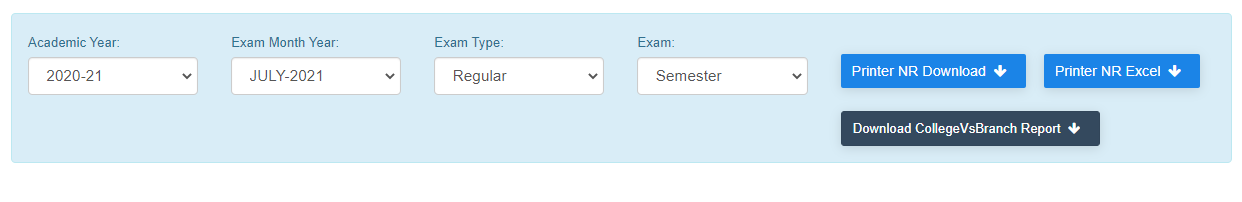 Academic Year:
Exam Month Year:
Exam Type:
Exam:
2020-21
JULY-2021
Regular
Semester
Printer NR Download
Printer NR Excel
Download CollegeVsBranch Report